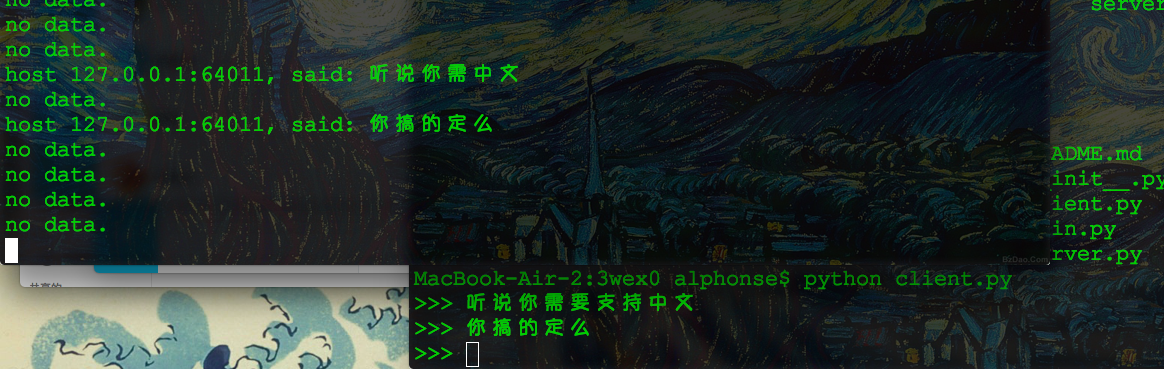 no data.
no data.
no data.
host 127.0.0.1:64011, said: 听说你需中文
no data.
host 127.0.0.1:64011, said: 你搞的定么
no data.
no data.
no data.
no data.
server
ADME.md
init__.py
ient.py
in.py
rver.py
MacBook-Air-2:3wex0 alphonse$ python client.py
>>> 听说你需要支持中文
>>> 你搞的定么
>>>